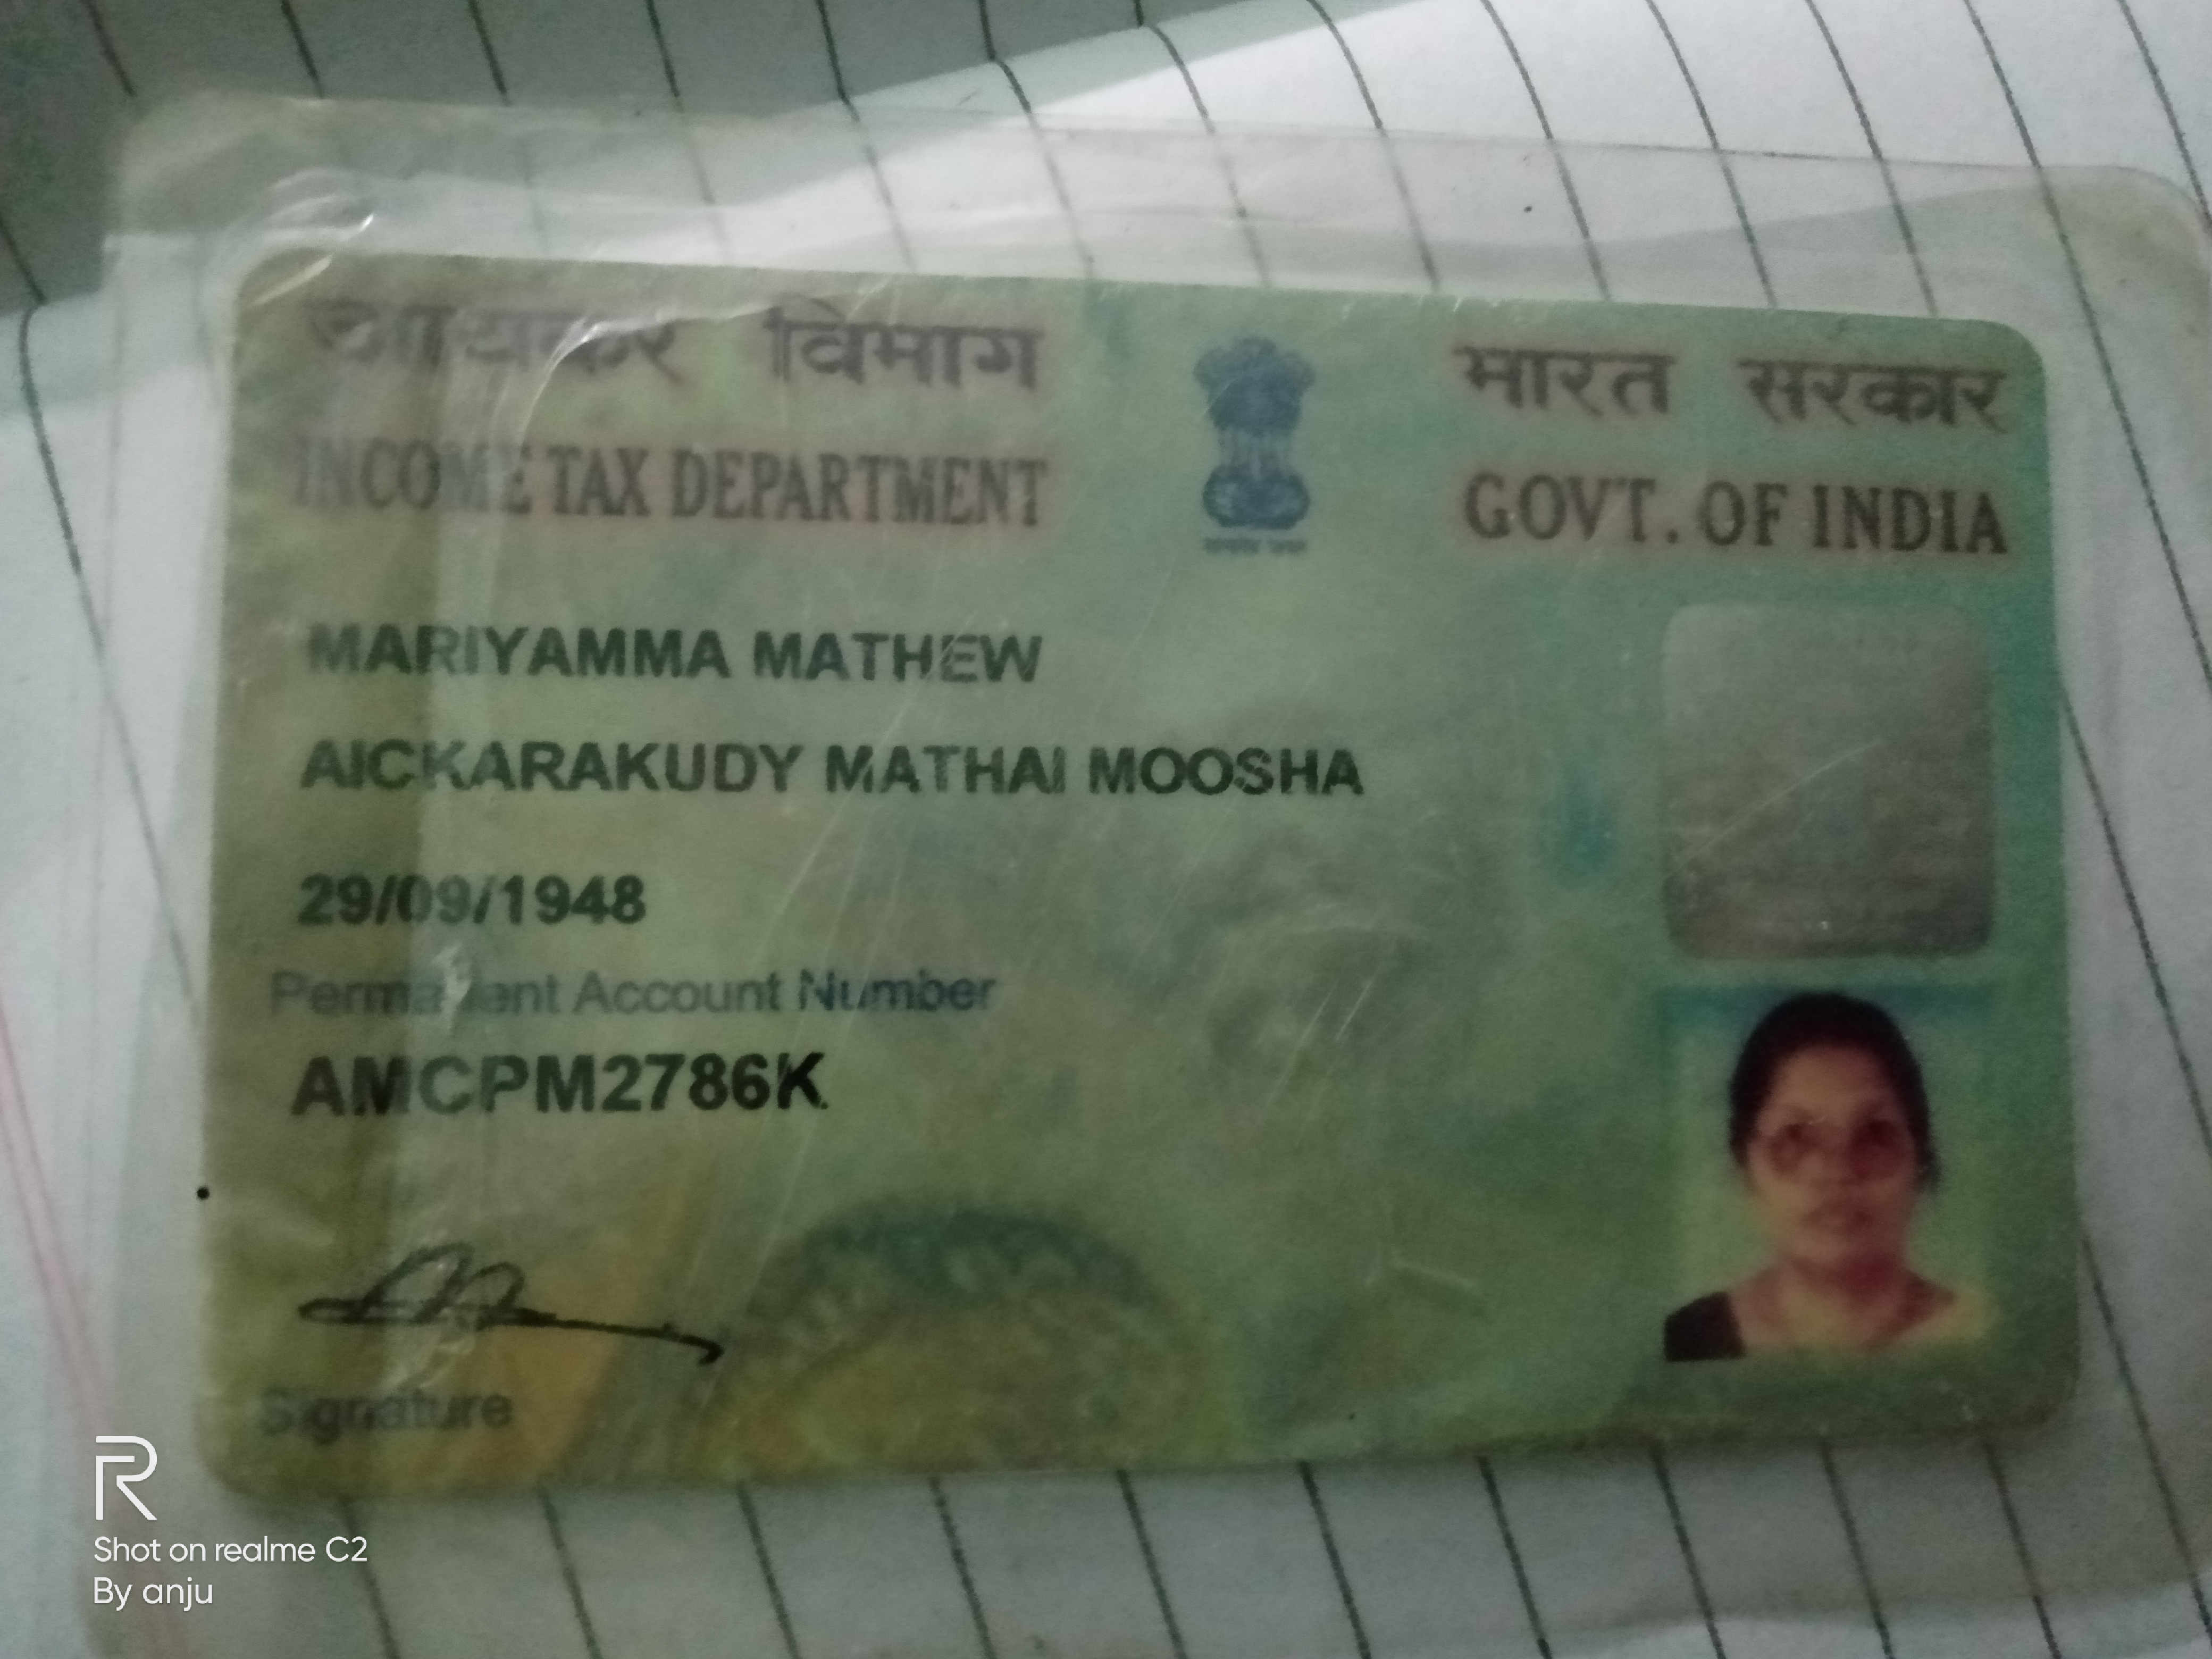 आयकर विभाग
भारत सरकार
INCOME TAX DEPARTMENT
GOVT. OF INDIA
MARIYAMMA MATHEW
AICKARAKUDY MATHAI MOOSHA
29/09/1948
Permanent Account Number
AMCPM2786K
Signature
R
Shot on realme C2
By anju